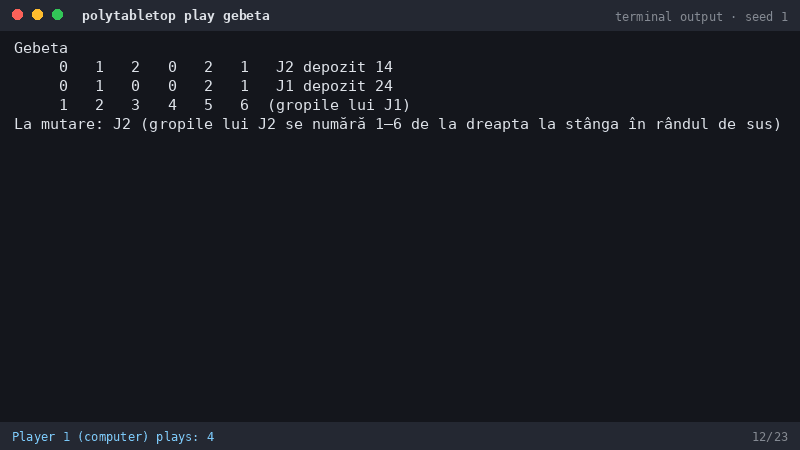 polytabletop play gebeta
terminal output · seed 1
Gebeta
0 1 2 0 2 1 J2 depozit 14
0 1 0 0 2 1 J1 depozit 24
1 2 3 4 5 6 (gropile lui J1)
La mutare: J2 (gropile lui J2 se numără 1–6 de la dreapta la stânga în rândul de sus)
Player 1 (computer) plays: 4
12/23